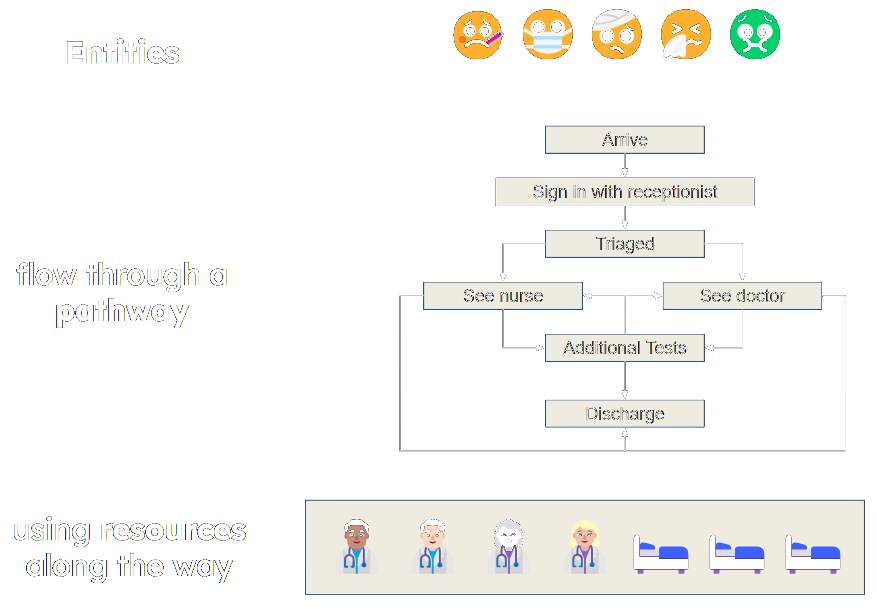 Entities
Arrive
Sign in with receptionist
Triaged
flow through a
pathway
See nurse
See doctor
Additional Tests
Discharge
using resources
along the way